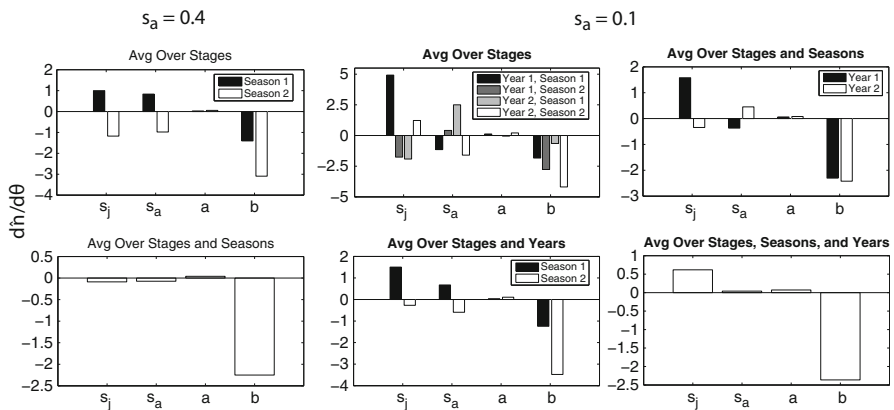 s_a = 0.4
s_a = 0.1
dn̂/dθ
Avg Over Stages
2
1
0
−1
−2
−3
−4
Season 1
Season 2
s_j
s_a
a
b
Avg Over Stages
5
2.5
0
−2.5
−5
Year 1, Season 1
Year 1, Season 2
Year 2, Season 1
Year 2, Season 2
s_j
s_a
a
b
Avg Over Stages and Seasons
2
1
0
−1
−2
−3
Year 1
Year 2
s_j
s_a
a
b
Avg Over Stages and Seasons
0.5
0
−0.5
−1
−1.5
−2
−2.5
s_j
s_a
a
b
Avg Over Stages and Years
2
1
0
−1
−2
−3
−4
Season 1
Season 2
s_j
s_a
a
b
Avg Over Stages, Seasons, and Years
0.5
0
−0.5
−1
−1.5
−2
−2.5
s_j
s_a
a
b